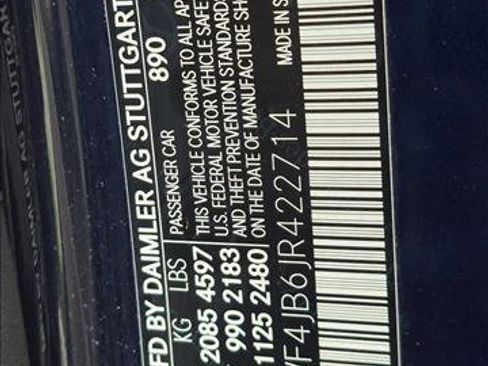 FD BY DAIMLER AG STUTTGART
890
KG LBS PASSENGER CAR
2085 4597 THIS VEHICLE CONFORMS TO ALL AP
990 2183 U.S. FEDERAL MOTOR VEHICLE SAFE
1125 2480 AND THEFT PREVENTION STANDARDS
ON THE DATE OF MANUFACTURE SH
F4JB6JR422714 MADE IN S